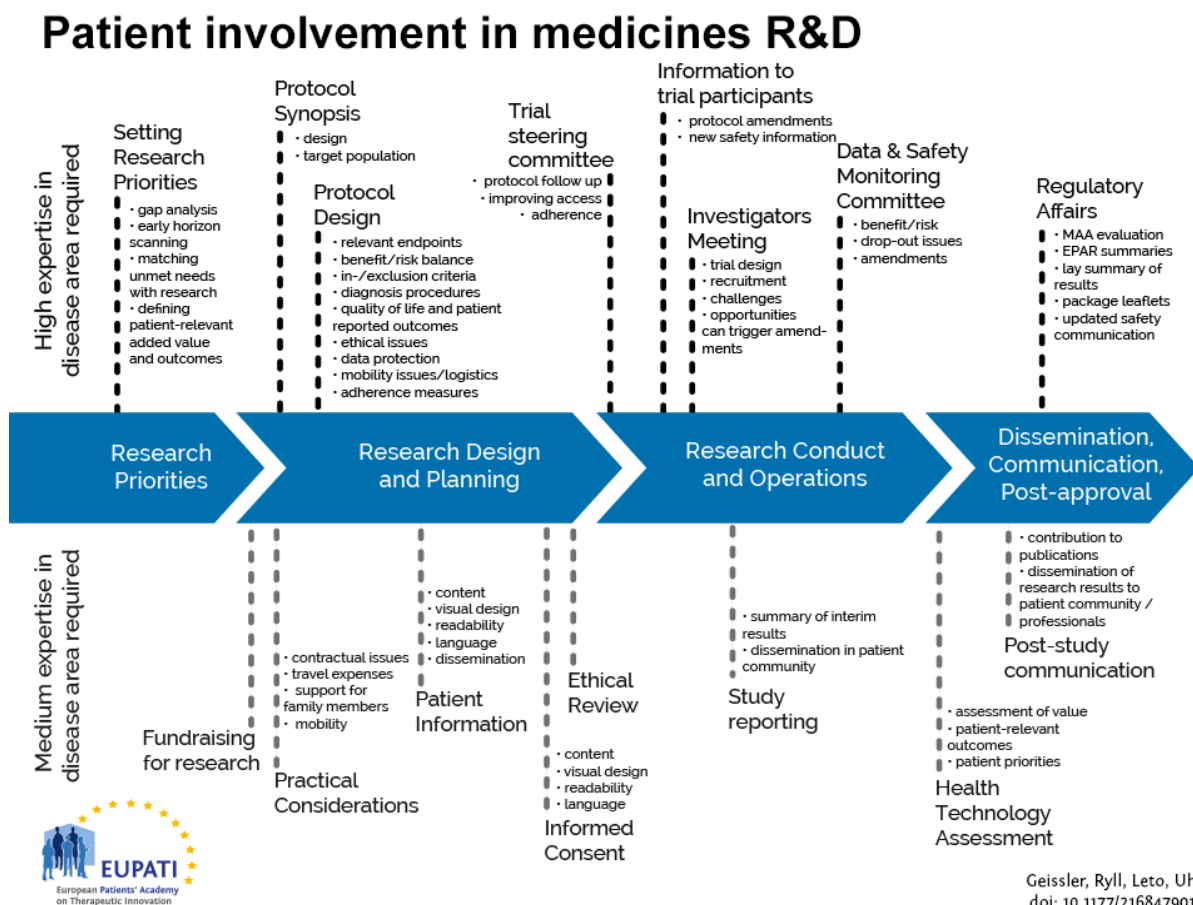 Patient involvement in medicines R&D
High expertise in
disease area required
Setting
Research
Priorities
· gap analysis
· early horizon
scanning
· matching
unmet needs
with research
· defining
patient-relevant
added value
and outcomes
Protocol
Synopsis
· design
· target population
Protocol
Design
· relevant endpoints
· benefit/risk balance
· in-/exclusion criteria
· diagnosis procedures
· quality of life and patient
reported outcomes
· ethical issues
· data protection
· mobility issues/logistics
· adherence measures
Trial
steering
committee
· protocol follow up
· improving access
· adherence
Information to
trial participants
· protocol amendments
· new safety information
Investigators
Meeting
· trial design
· recruitment
· challenges
· opportunities
can trigger amend-
ments
Data & Safety
Monitoring
Committee
· benefit/risk
· drop-out issues
· amendments
Regulatory
Affairs
· MAA evaluation
· EPAR summaries
· lay summary of
results
· package leaflets
· updated safety
communication
Research
Priorities
Research Design
and Planning
Research Conduct
and Operations
Dissemination,
Communication,
Post-approval
Medium expertise in
disease area required
Fundraising
for research
· contractual issues
· travel expenses
· support for
family members
· mobility
Practical
Considerations
· content
· visual design
· readability
· language
· dissemination
Patient
Information
Ethical
Review
· content
· visual design
· readability
· language
Informed
Consent
· summary of interim
results
· dissemination in patient
community
Study
reporting
· contribution to
publications
· dissemination of
research results to
patient community /
professionals
Post-study
communication
· assessment of value
· patient-relevant
outcomes
· patient priorities
Health
Technology
Assessment
EUPATI
European Patients' Academy
on Therapeutic Innovation
Geissler, Ryll, Leto, Uh
doi: 10.1177/216847901